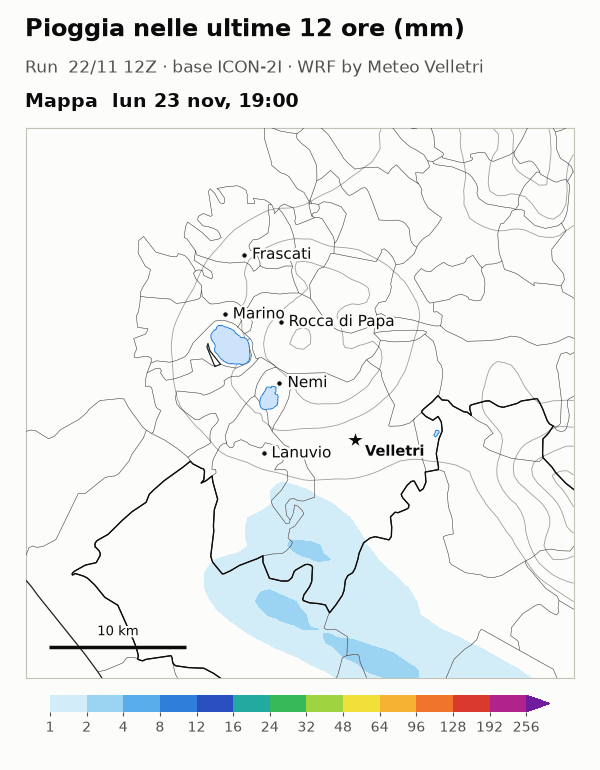 Pioggia nelle ultime 12 ore (mm)
Run  22/11 12Z · base ICON-2I · WRF by Meteo Velletri
Mappa  lun 23 nov, 19:00
Frascati
Marino
Rocca di Papa
Nemi
Velletri
Lanuvio
10 km
1 2 4 8 12 16 24 32 48 64 96 128 192 256